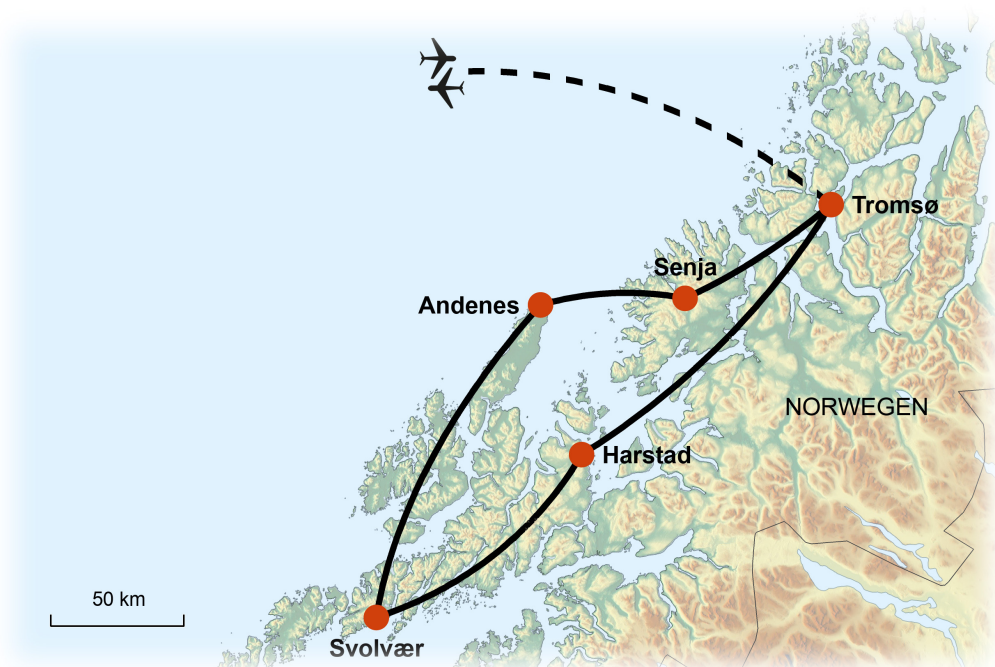 Tromsø
Senja
Andenes
NORWEGEN
Harstad
50 km
Svolvær